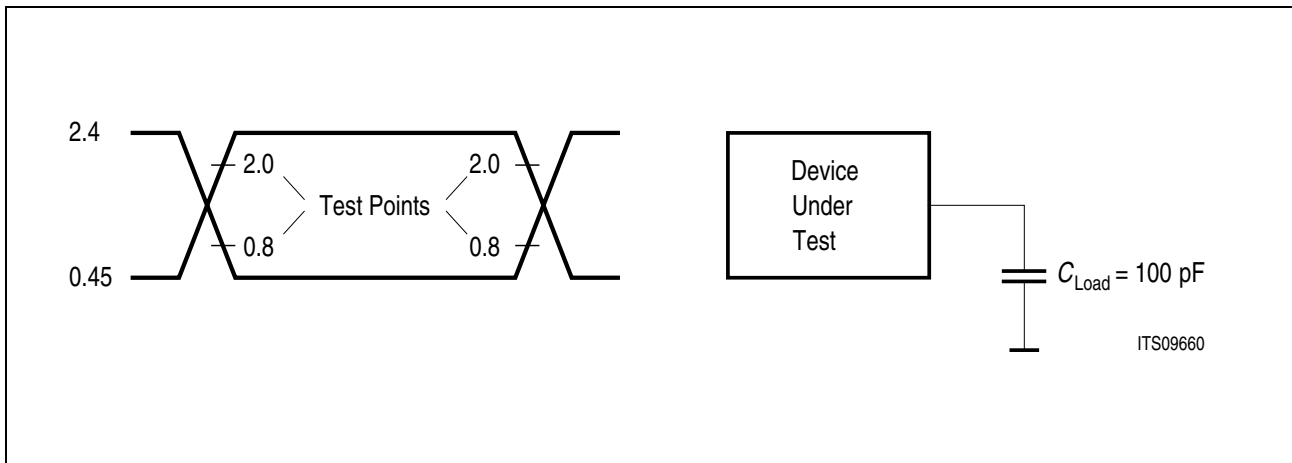 2.4
2.0
2.0
Test Points
0.8
0.8
0.45
Device
Under
Test
C Load = 100 pF
ITS09660